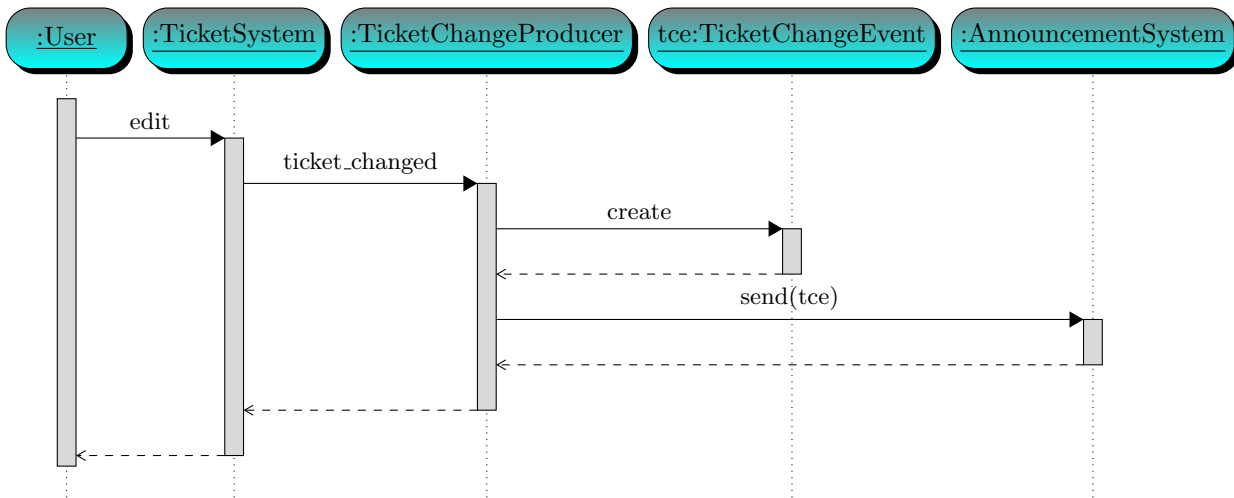 :User
:TicketSystem
:TicketChangeProducer
tce:TicketChangeEvent
:AnnouncementSystem
edit
ticket_changed
create
send(tce)